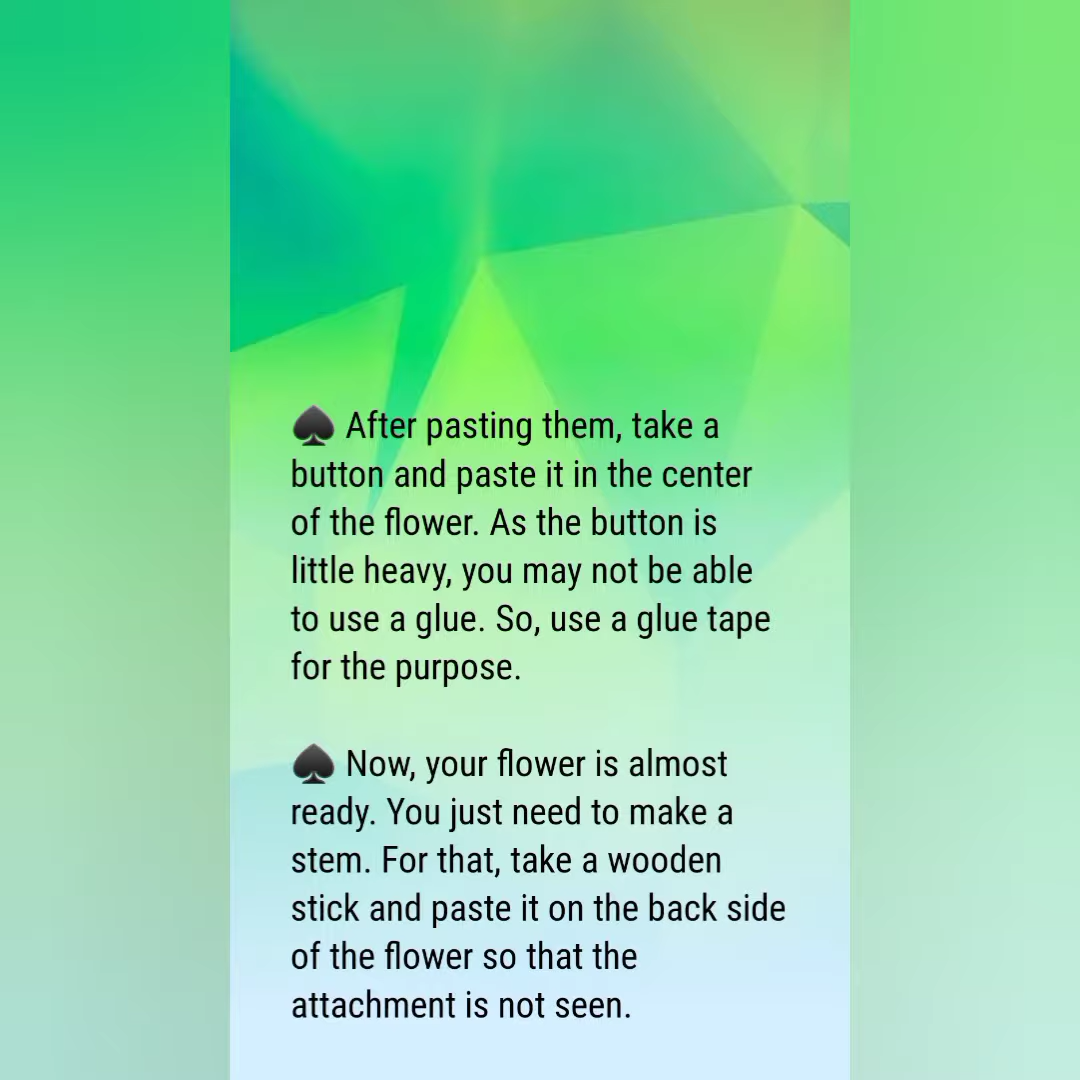 ♠ After pasting them, take a
button and paste it in the center
of the flower. As the button is
little heavy, you may not be able
to use a glue. So, use a glue tape
for the purpose.
♠ Now, your flower is almost
ready. You just need to make a
stem. For that, take a wooden
stick and paste it on the back side
of the flower so that the
attachment is not seen.